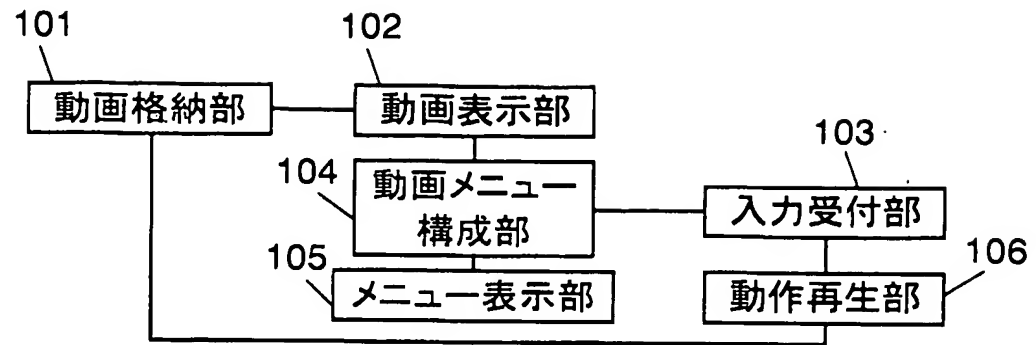 101
102
動画格納部
動画表示部
103
104
動画メニュー
構成部
入力受付部
105
メニュー表示部
動作再生部
106